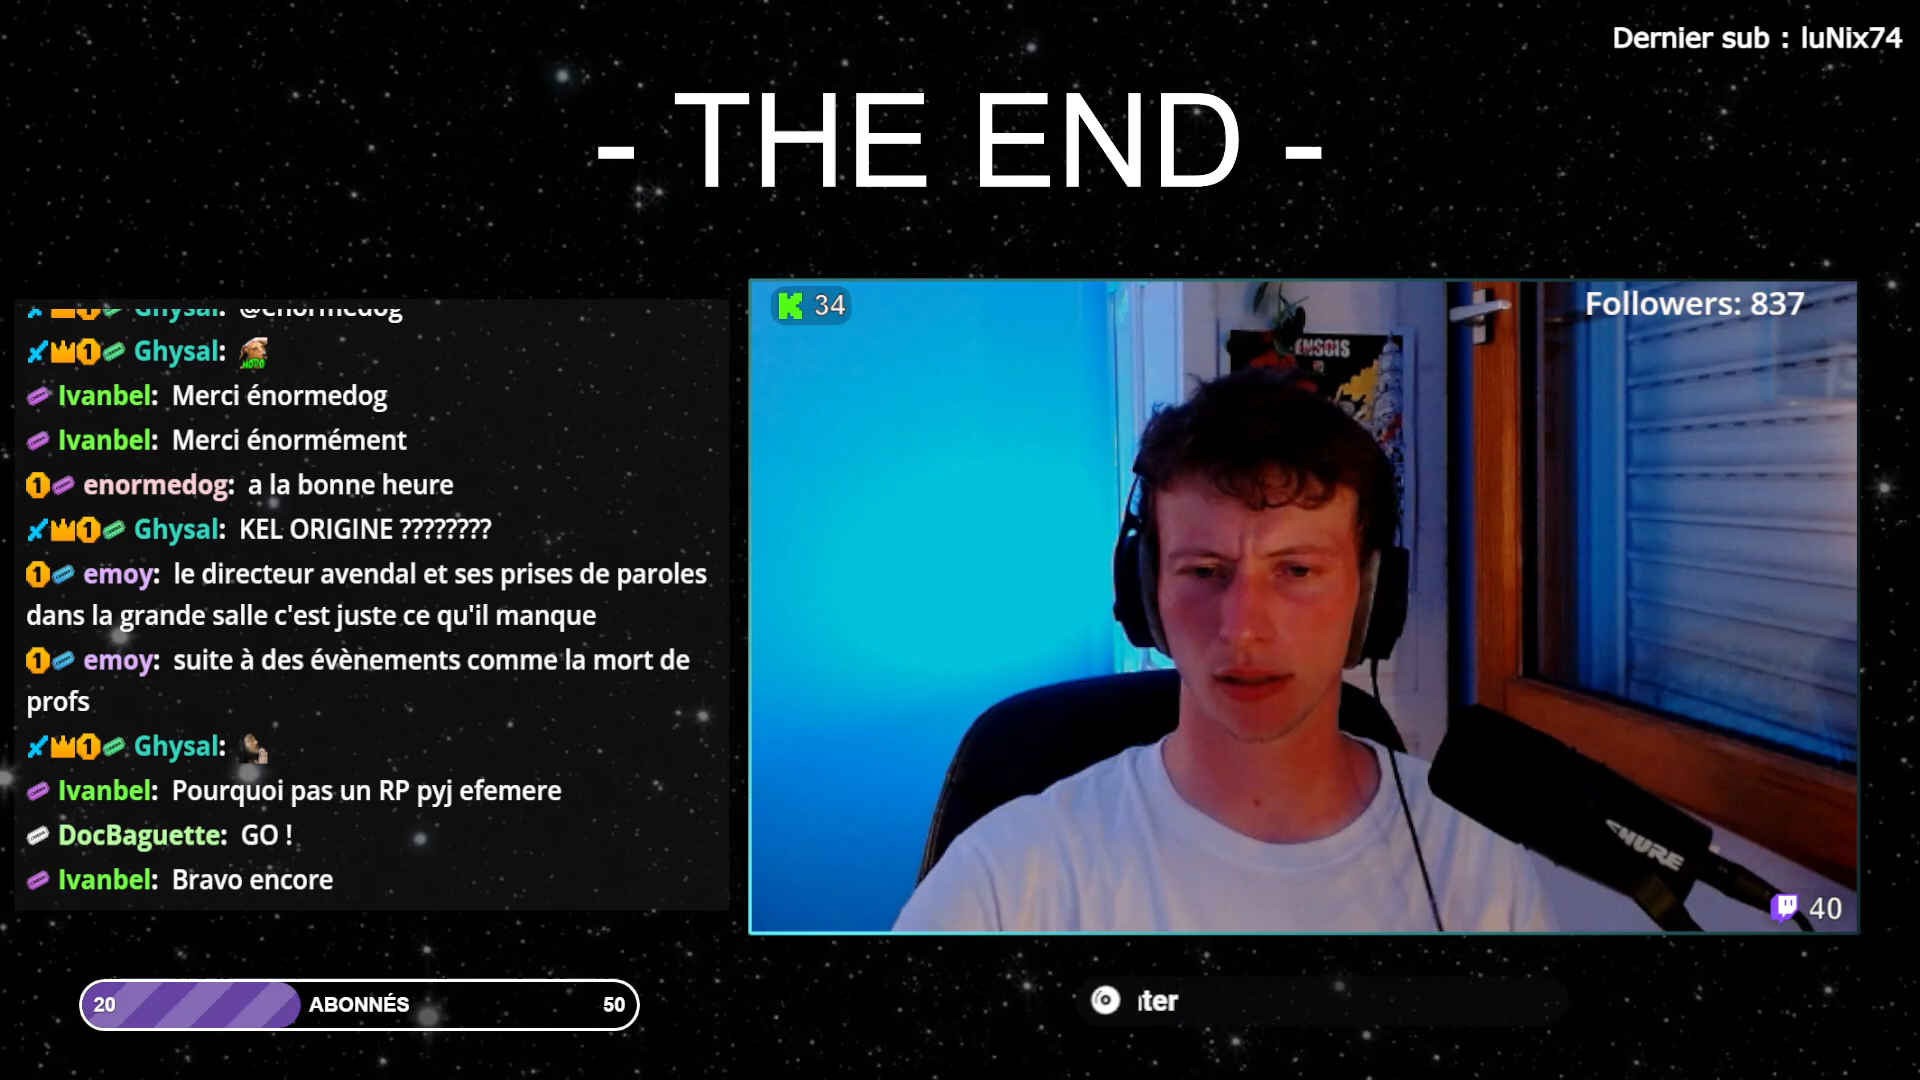 Dernier sub : luNix74
- THE END -
Ghysal: @enormedog
Ghysal:
Ivanbel: Merci énormedog
Ivanbel: Merci énormément
enormedog: a la bonne heure
Ghysal: KEL ORIGINE ????????
emoy: le directeur avendal et ses prises de paroles
dans la grande salle c'est juste ce qu'il manque
emoy: suite à des évènements comme la mort de
profs
Ghysal:
Ivanbel: Pourquoi pas un RP pyj efemere
DocBaguette: GO !
Ivanbel: Bravo encore
34
Followers: 837
ENSOIS
SHURE
40
20 ABONNÉS 50